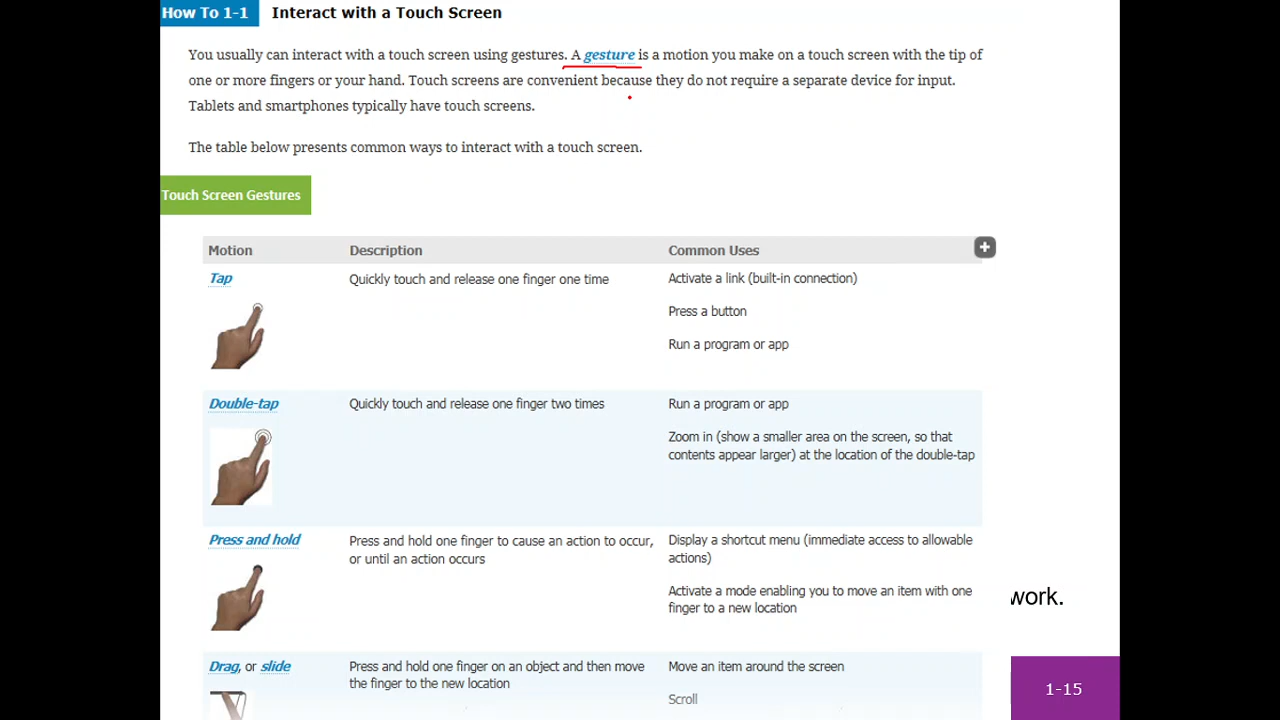 How To 1-1 Interact with a Touch Screen
You usually can interact with a touch screen using gestures. A gesture is a motion you make on a touch screen with the tip of
one or more fingers or your hand. Touch screens are convenient because they do not require a separate device for input.
Tablets and smartphones typically have touch screens.
The table below presents common ways to interact with a touch screen.
Touch Screen Gestures
Motion Description Common Uses +
Tap Quickly touch and release one finger one time Activate a link (built-in connection)
Press a button
Run a program or app
Double-tap Quickly touch and release one finger two times Run a program or app
Zoom in (show a smaller area on the screen, so that
contents appear larger) at the location of the double-tap
Press and hold Press and hold one finger to cause an action to occur, Display a shortcut menu (immediate access to allowable
or until an action occurs actions)
Activate a mode enabling you to move an item with one
finger to a new location
work.
Drag, or slide Press and hold one finger on an object and then move Move an item around the screen
the finger to the new location
Scroll
1-15